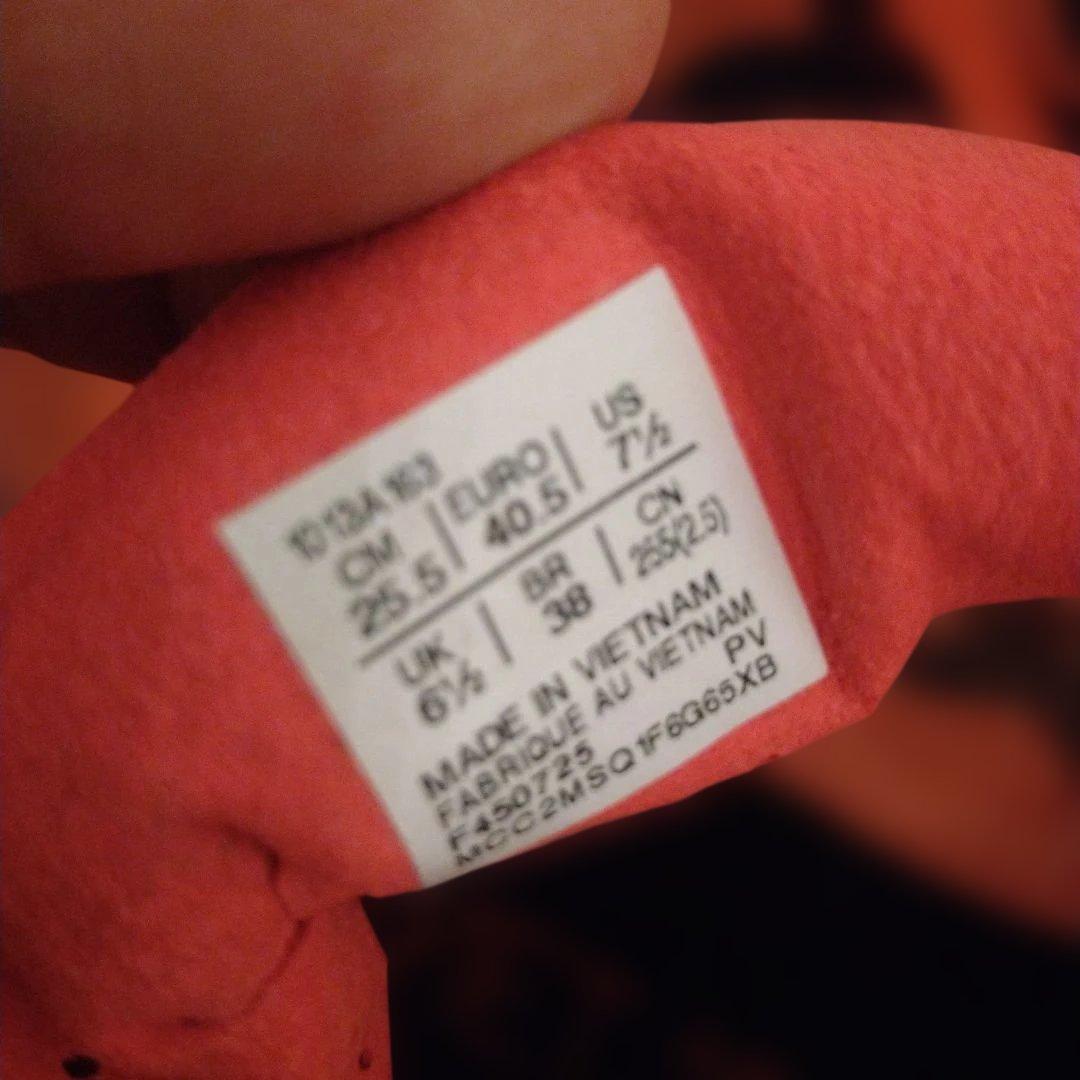 1013A163
CM | EURO | US
25.5 | 40.5 | 7½
UK | BR | CN
6½ | 38 | 255(2.5)
MADE IN VIETNAM
FABRIQUE AU VIETNAM
F450725 PV
MCC2MSQ1F6G65XB